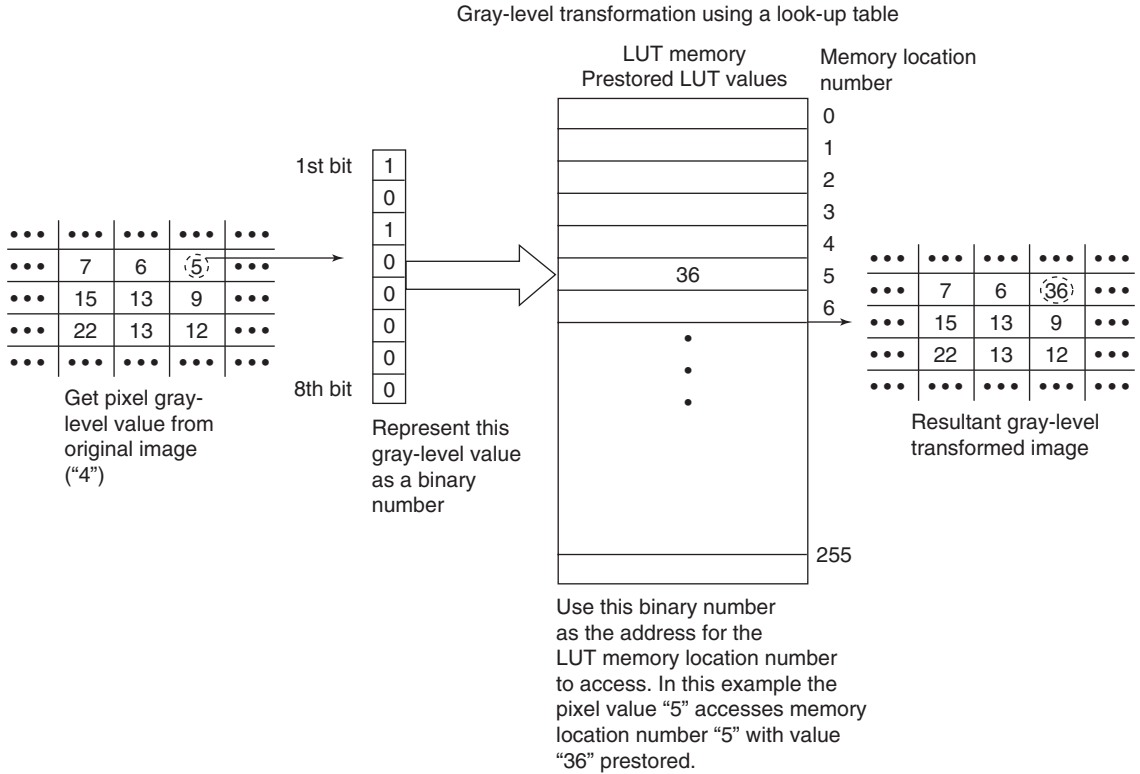 Gray-level transformation using a look-up table
LUT memory
Prestored LUT values
Memory location
number
0
1
2
3
4
5
6
255
36
1st bit
1
0
1
0
0
0
0
0
8th bit
••• ••• ••• ••• •••
••• 7 6 5 •••
••• 15 13 9 •••
••• 22 13 12 •••
••• ••• ••• ••• •••
Get pixel gray-
level value from
original image
(“4”)
Represent this
gray-level value
as a binary
number
Use this binary number
as the address for the
LUT memory location number
to access. In this example the
pixel value “5” accesses memory
location number “5” with value
“36” prestored.
••• ••• ••• ••• •••
••• 7 6 36 •••
••• 15 13 9 •••
••• 22 13 12 •••
••• ••• ••• ••• •••
Resultant gray-level
transformed image